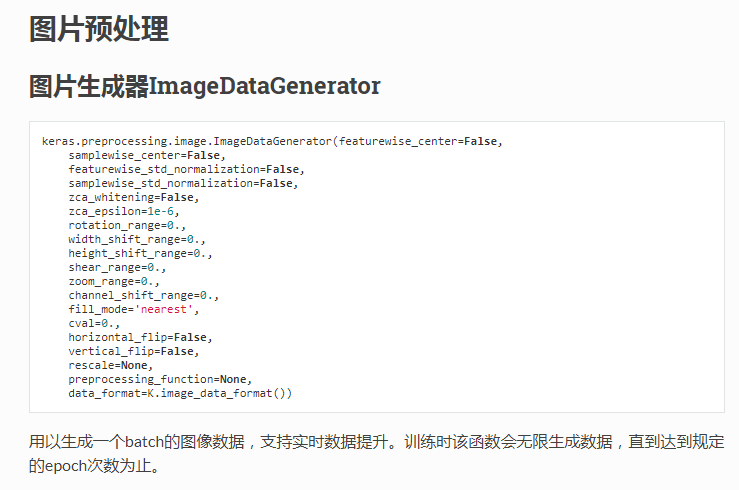 图片预处理
图片生成器ImageDataGenerator
keras.preprocessing.image.ImageDataGenerator(featurewise_center=False,
    samplewise_center=False,
    featurewise_std_normalization=False,
    samplewise_std_normalization=False,
    zca_whitening=False,
    zca_epsilon=1e-6,
    rotation_range=0.,
    width_shift_range=0.,
    height_shift_range=0.,
    shear_range=0.,
    zoom_range=0.,
    channel_shift_range=0.,
    fill_mode='nearest',
    cval=0.,
    horizontal_flip=False,
    vertical_flip=False,
    rescale=None,
    preprocessing_function=None,
    data_format=K.image_data_format())
用以生成一个batch的图像数据，支持实时数据提升。训练时该函数会无限生成数据，直到达到规定
的epoch次数为止。